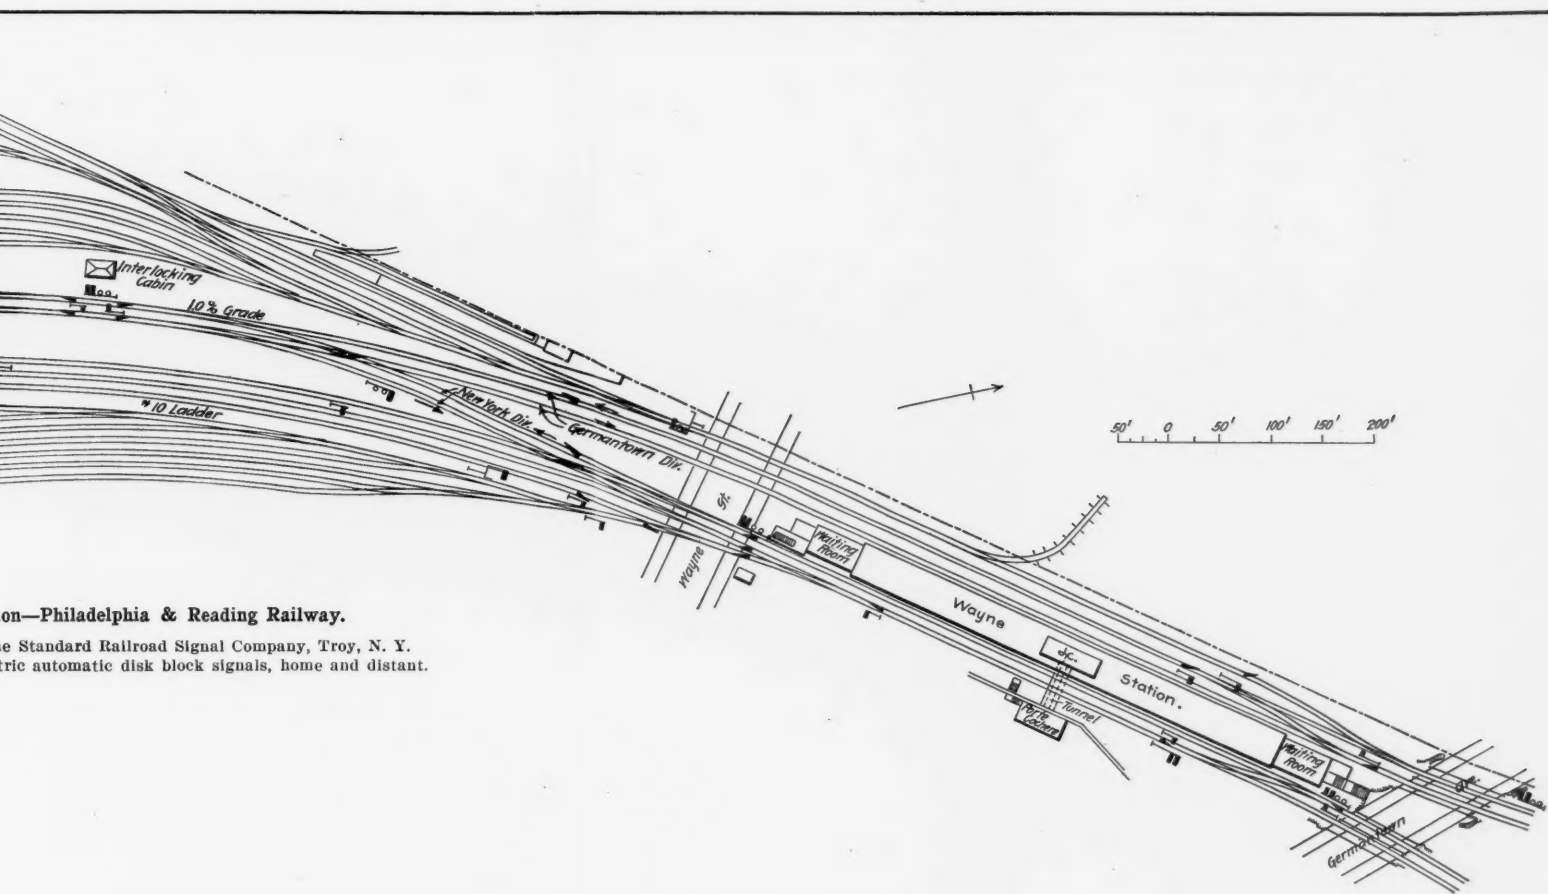 Interlocking
Cabin
1.0% Grade
#10 Ladder
New York Div.
Germantown Div.
50' 0 50' 100' 150' 200'
St.
Wayne
Waiting
Room
Wayne
&c.
Station.
Tunnel
Porte
Cochere
Waiting
Room
Ave.
Germantown
on—Philadelphia & Reading Railway.
e Standard Railroad Signal Company, Troy, N. Y.
tric automatic disk block signals, home and distant.